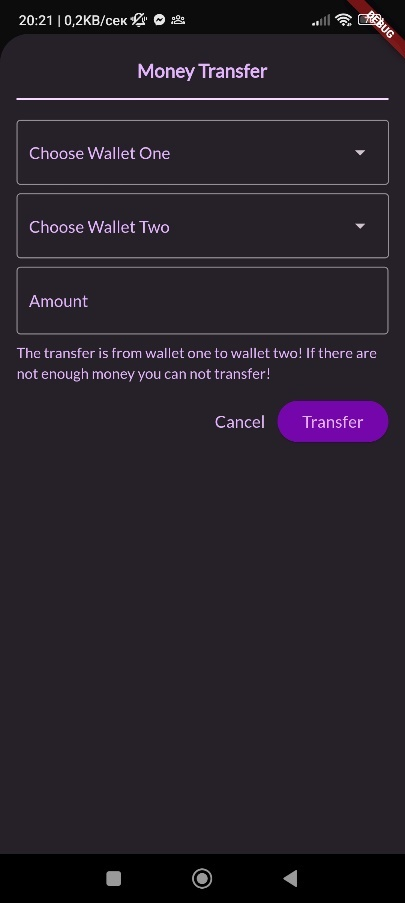 20:21 | 0,2KB/сек
DEBUG
Money Transfer
Choose Wallet One
Choose Wallet Two
Amount
The transfer is from wallet one to wallet two! If there are
not enough money you can not transfer!
Cancel
Transfer